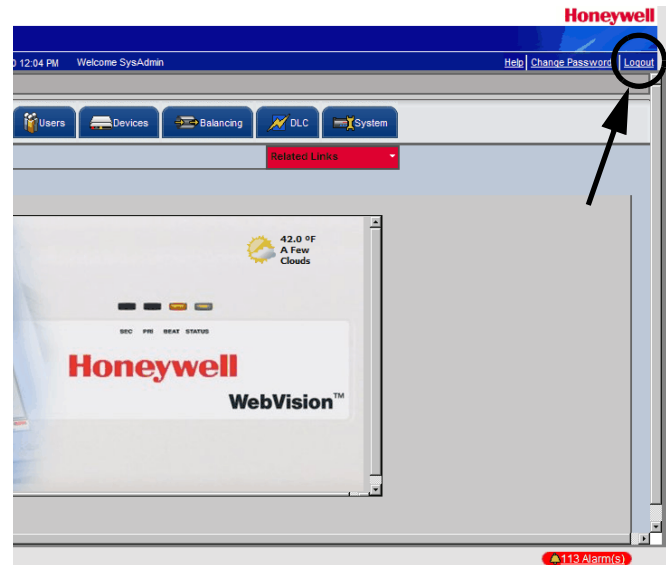 Honeywell
12:04 PM Welcome SysAdmin Help Change Password Logout
Users Devices Balancing DLC System
Related Links
42.0 ºF
A Few
Clouds
SEC PRI BEAT STATUS
Honeywell
WebVision™
113 Alarm(s)